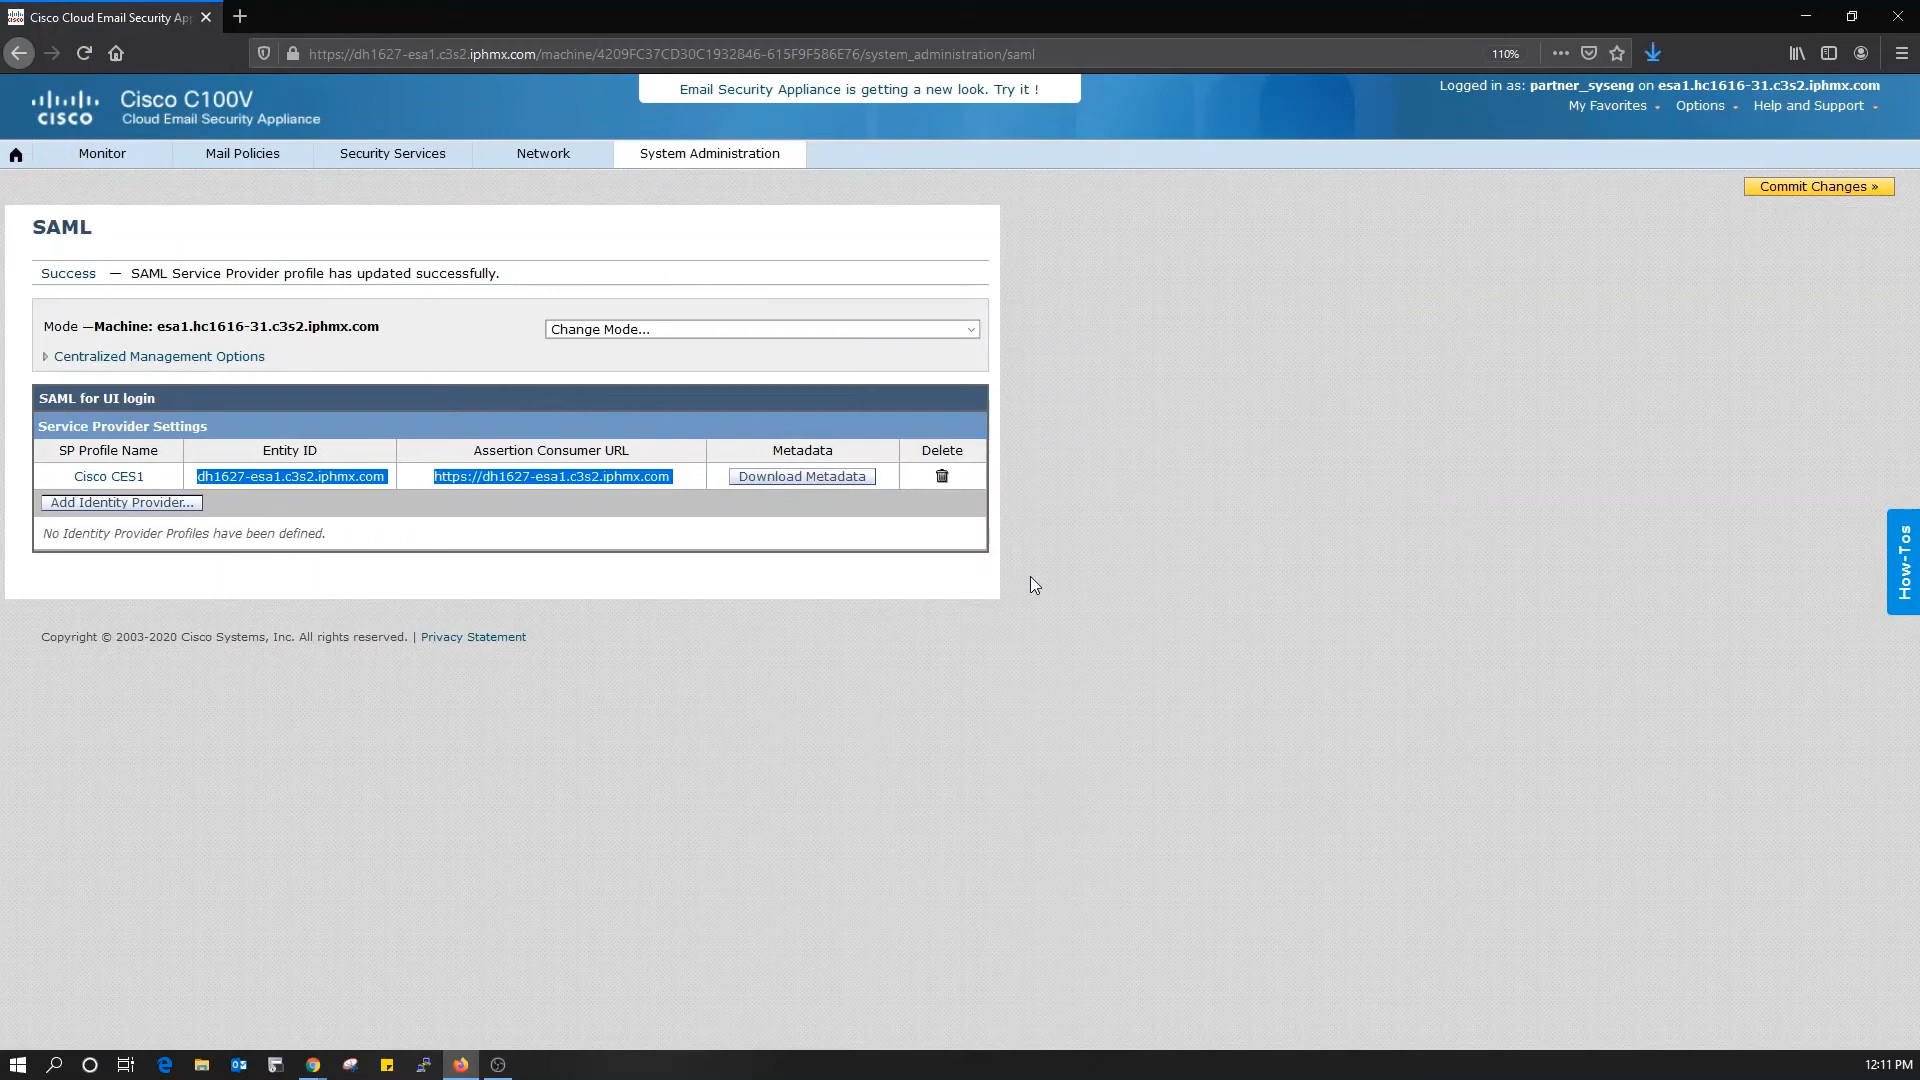 Cisco Cloud Email Security App
https://dh1627-esa1.c3s2.iphmx.com/machine/4209FC37CD30C1932846-615F9F586E76/system_administration/saml
110%
Email Security Appliance is getting a new look. Try it !
Logged in as: partner_syseng on esa1.hc1616-31.c3s2.iphmx.com
My Favorites Options Help and Support
CISCO
Cisco C100V
Cloud Email Security Appliance
Monitor Mail Policies Security Services Network System Administration
Commit Changes »
SAML
Success — SAML Service Provider profile has updated successfully.
Mode —Machine: esa1.hc1616-31.c3s2.iphmx.com Change Mode...
Centralized Management Options
SAML for UI login
Service Provider Settings
SP Profile Name Entity ID Assertion Consumer URL Metadata Delete
Cisco CES1 dh1627-esa1.c3s2.iphmx.com https://dh1627-esa1.c3s2.iphmx.com Download Metadata
Add Identity Provider...
No Identity Provider Profiles have been defined.
How-Tos
Copyright © 2003-2020 Cisco Systems, Inc. All rights reserved. | Privacy Statement
12:11 PM